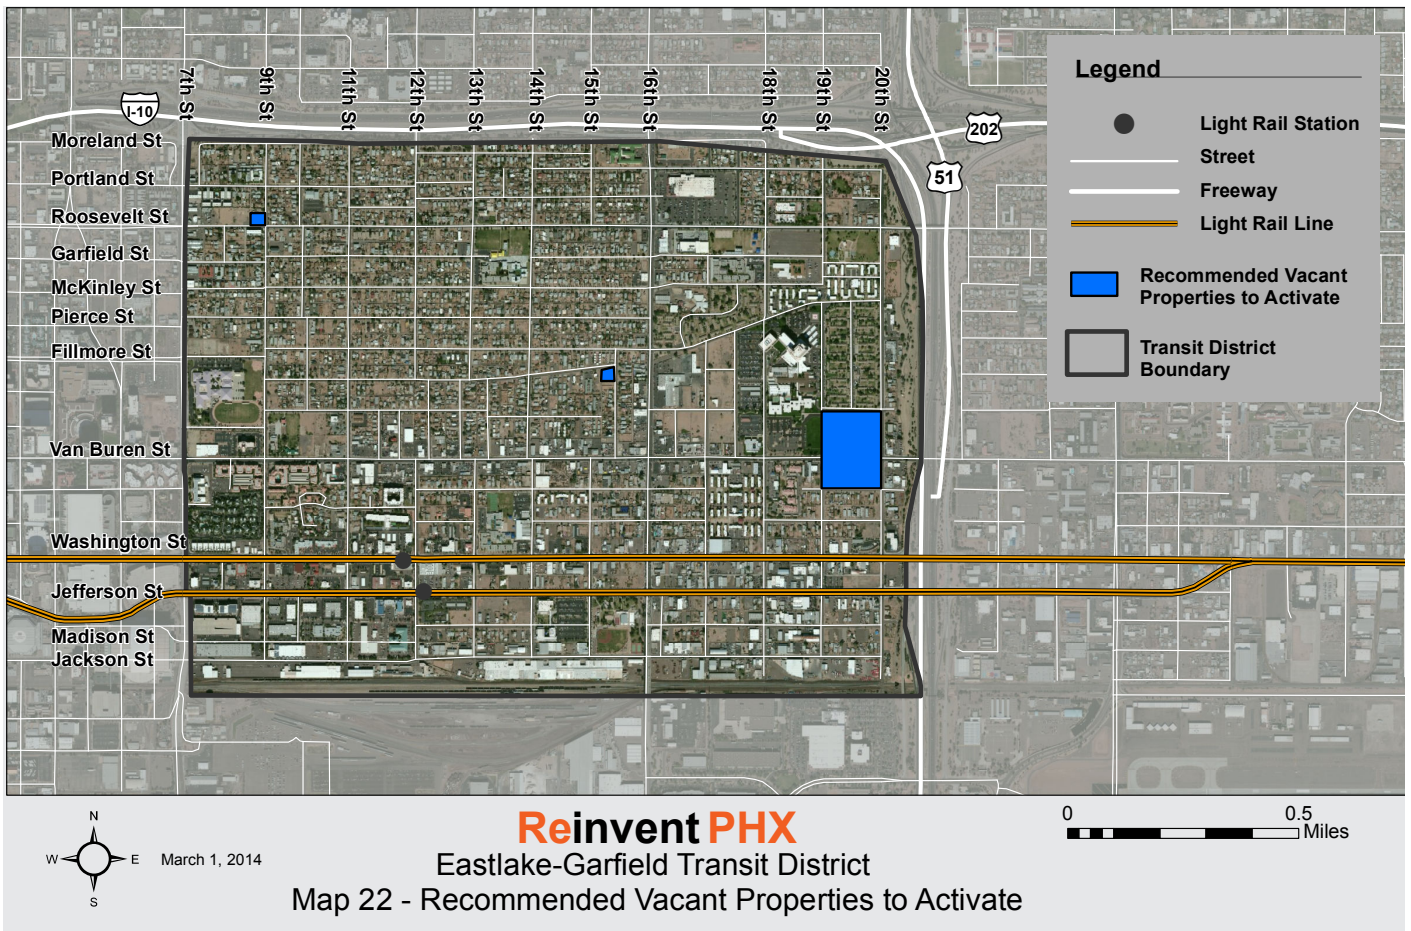 7th St
9th St
11th St
12th St
13th St
14th St
15th St
16th St
18th St
19th St
20th St
I-10
202
51
Moreland St
Portland St
Roosevelt St
Garfield St
McKinley St
Pierce St
Fillmore St
Van Buren St
Washington St
Jefferson St
Madison St
Jackson St
Legend
Light Rail Station
Street
Freeway
Light Rail Line
Recommended Vacant
Properties to Activate
Transit District
Boundary
N
W
E
S
March 1, 2014
Reinvent PHX
Eastlake-Garfield Transit District
Map 22 - Recommended Vacant Properties to Activate
0
0.5
Miles